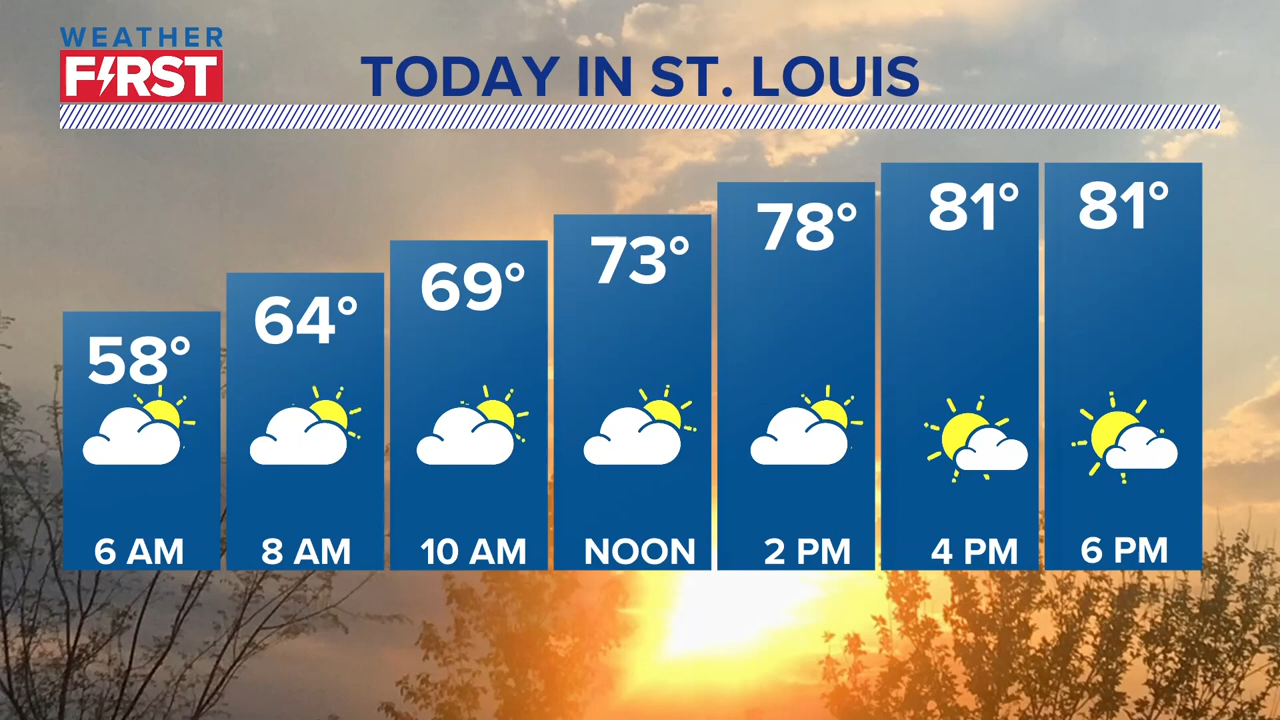 WEATHER
FIRST
TODAY IN ST. LOUIS
58° 64° 69° 73° 78° 81° 81°
6 AM 8 AM 10 AM NOON 2 PM 4 PM 6 PM